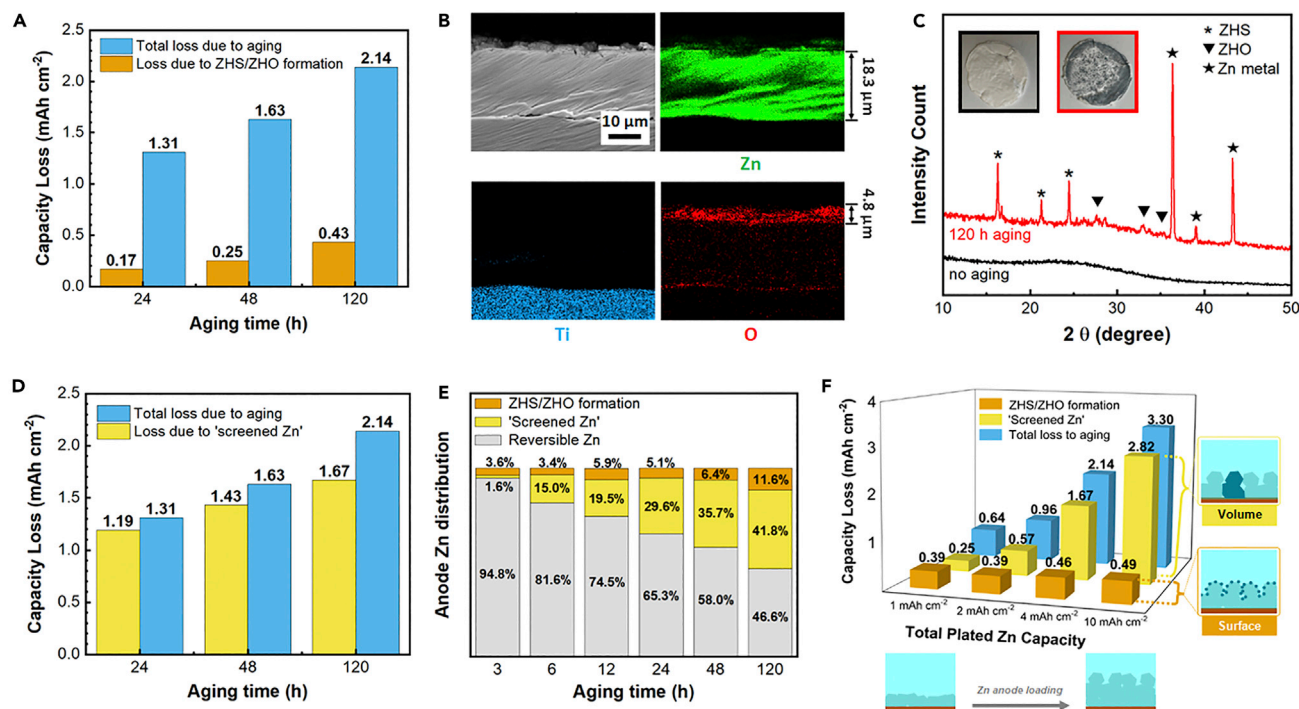 A
Capacity Loss (mAh cm⁻²)
2.5
2.0
1.5
1.0
0.5
0.0
Total loss due to aging
Loss due to ZHS/ZHO formation
0.17
1.31
0.25
1.63
0.43
2.14
24
48
120
Aging time (h)
B
10 μm
18.3 μm
Zn
4.8 μm
Ti
O
C
Intensity Count
* ZHS
▼ ZHO
★ Zn metal
120 h aging
no aging
10
20
30
40
50
2 θ (degree)
D
Capacity Loss (mAh cm⁻²)
2.5
2.0
1.5
1.0
0.5
0.0
Total loss due to aging
Loss due to 'screened Zn'
1.19
1.31
1.43
1.63
1.67
2.14
24
48
120
Aging time (h)
E
Anode Zn distribution
ZHS/ZHO formation
'Screened Zn'
Reversible Zn
3.6%
3.4%
5.9%
5.1%
6.4%
11.6%
1.6%
15.0%
19.5%
29.6%
35.7%
41.8%
94.8%
81.6%
74.5%
65.3%
58.0%
46.6%
3
6
12
24
48
120
Aging time (h)
F
Capacity Loss (mAh cm⁻²)
4
3
2
1
ZHS/ZHO formation
'Screened Zn'
Total loss to aging
0.64
0.96
2.14
3.30
0.25
0.57
1.67
2.82
0.39
0.39
0.46
0.49
1 mAh cm⁻²
2 mAh cm⁻²
4 mAh cm⁻²
10 mAh cm⁻²
Total Plated Zn Capacity
Volume
Surface
Zn anode loading